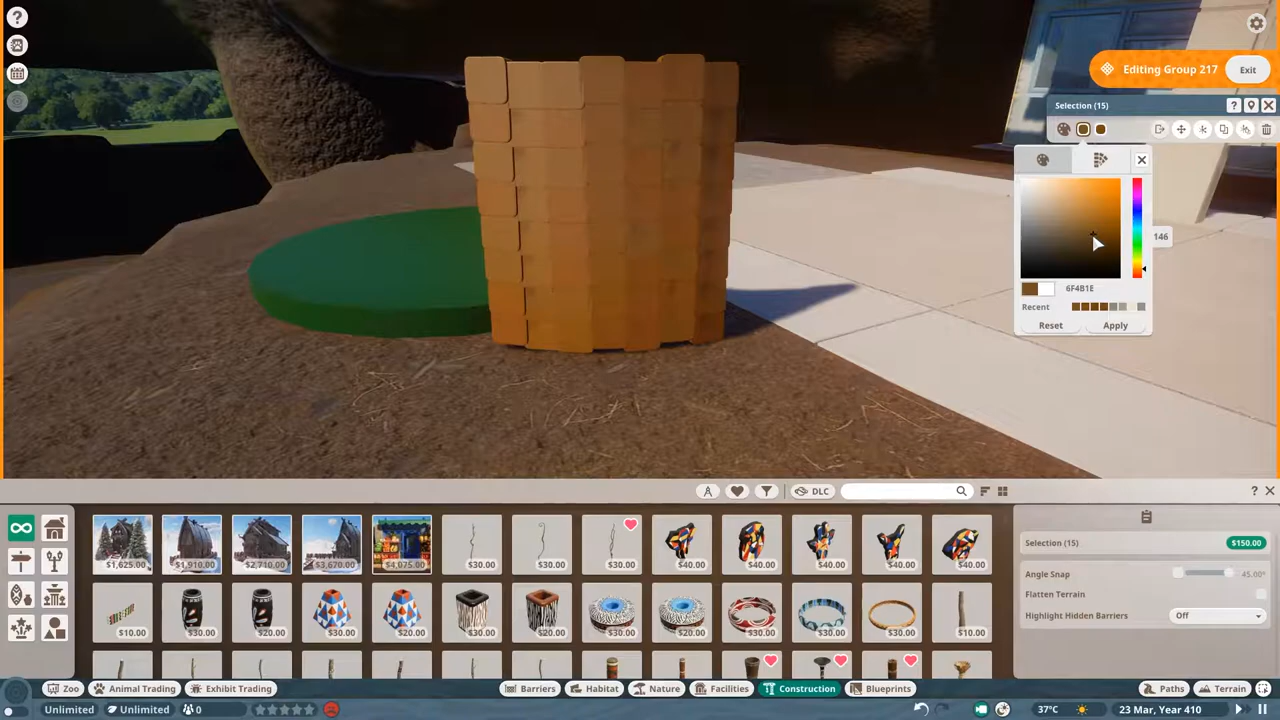 ?
Editing Group 217
Exit
Selection (15)
?
146
6F4B1E
Recent
Reset
Apply
DLC
?
$1,625.00
$1,910.00
$2,710.00
$3,670.00
$4,075.00
$30.00
$30.00
$30.00
$40.00
$40.00
$40.00
$40.00
$40.00
$10.00
$30.00
$20.00
$30.00
$20.00
$30.00
$30.00
$30.00
$20.00
$30.00
$30.00
$30.00
$10.00
Selection (15)
$150.00
Angle Snap
45.00°
Flatten Terrain
Highlight Hidden Barriers
Off
Zoo
Animal Trading
Exhibit Trading
Barriers
Habitat
Nature
Facilities
Construction
Blueprints
Paths
Terrain
Unlimited
Unlimited
0
37°C
23 Mar, Year 410